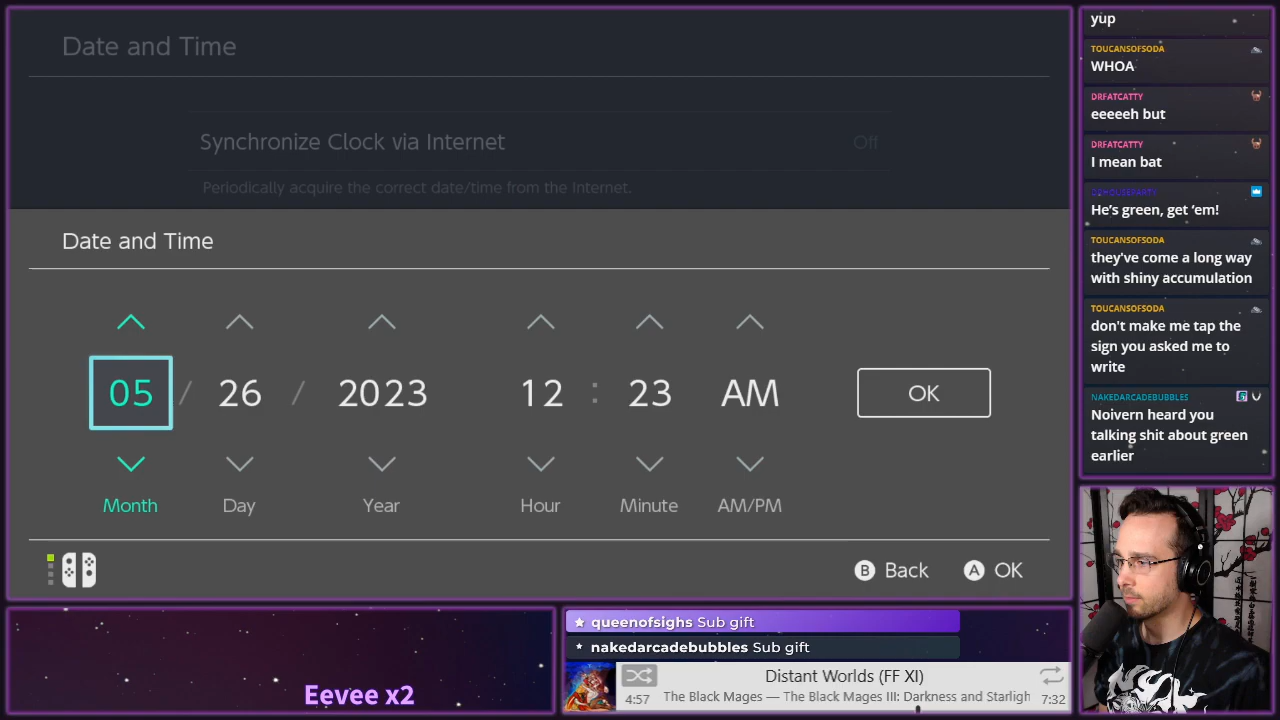 Date and Time
Synchronize Clock via Internet Off
Periodically acquire the correct date/time from the Internet.
Date and Time
05 / 26 / 2023 12 : 23 AM OK
Month Day Year Hour Minute AM/PM
B Back A OK
Eevee x2
queenofsighs Sub gift
nakedarcadebubbles Sub gift
Distant Worlds (FF XI)
4:57 The Black Mages — The Black Mages III: Darkness and Starligh 7:32
yup
TOUCANSOFSODA
WHOA
DRFATCATTY
eeeeeh but
DRFATCATTY
I mean bat
He's green, get 'em!
TOUCANSOFSODA
they've come a long way
with shiny accumulation
TOUCANSOFSODA
don't make me tap the
sign you asked me to
write
NAKEDARCADEBUBBLES
Noivern heard you
talking shit about green
earlier